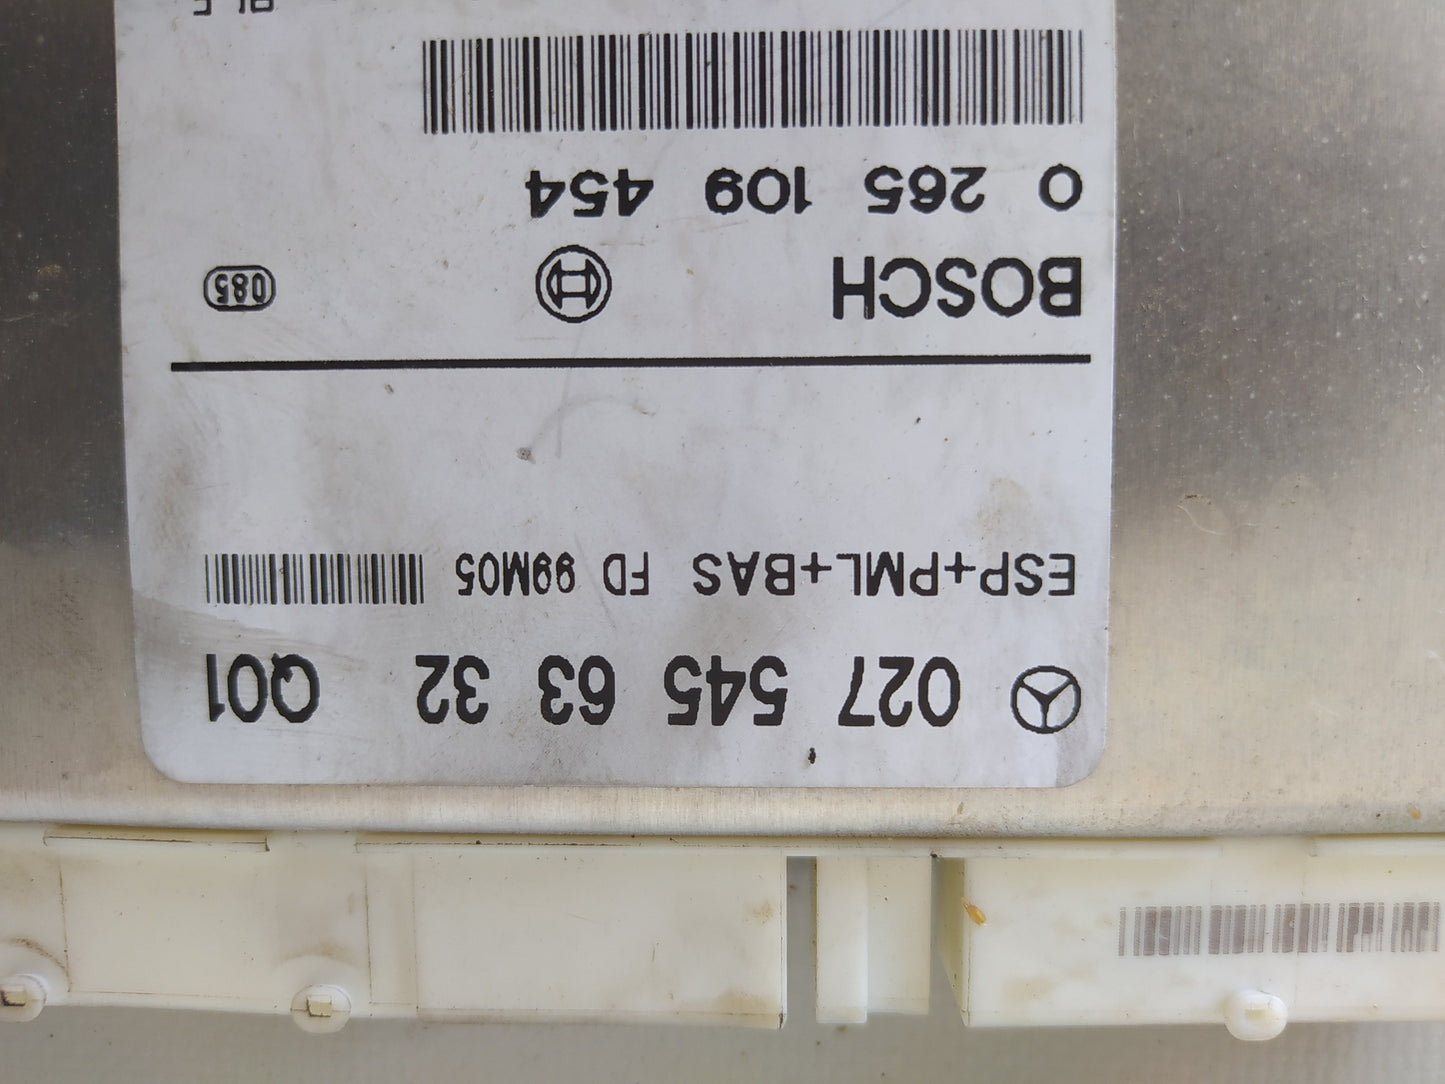 027 545 63 32 Q01
ESP+PML+BAS FD 99M05
BOSCH 085
0 265 109 454